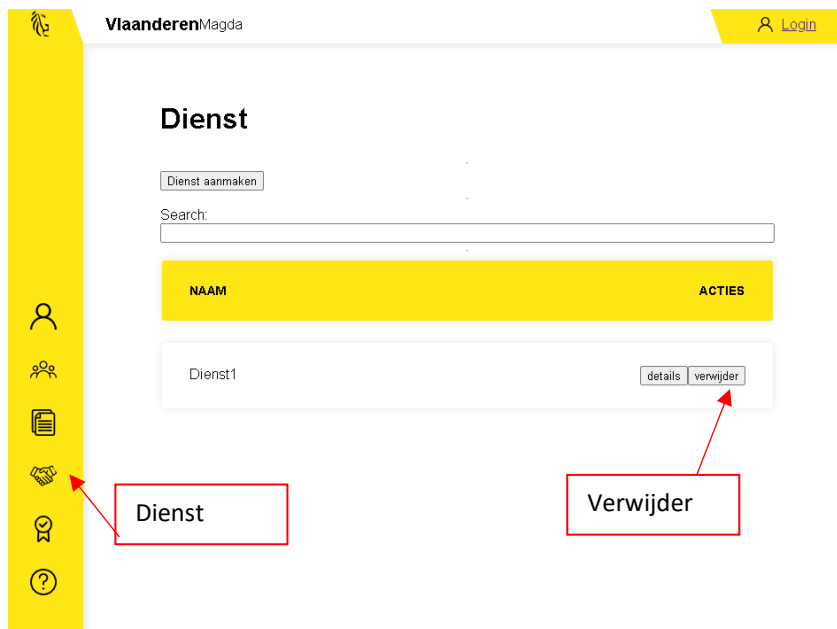 VlaanderenMagda
Login
Dienst
Dienst aanmaken
Search:
NAAM ACTIES
Dienst1 details verwijder
Dienst
Verwijder